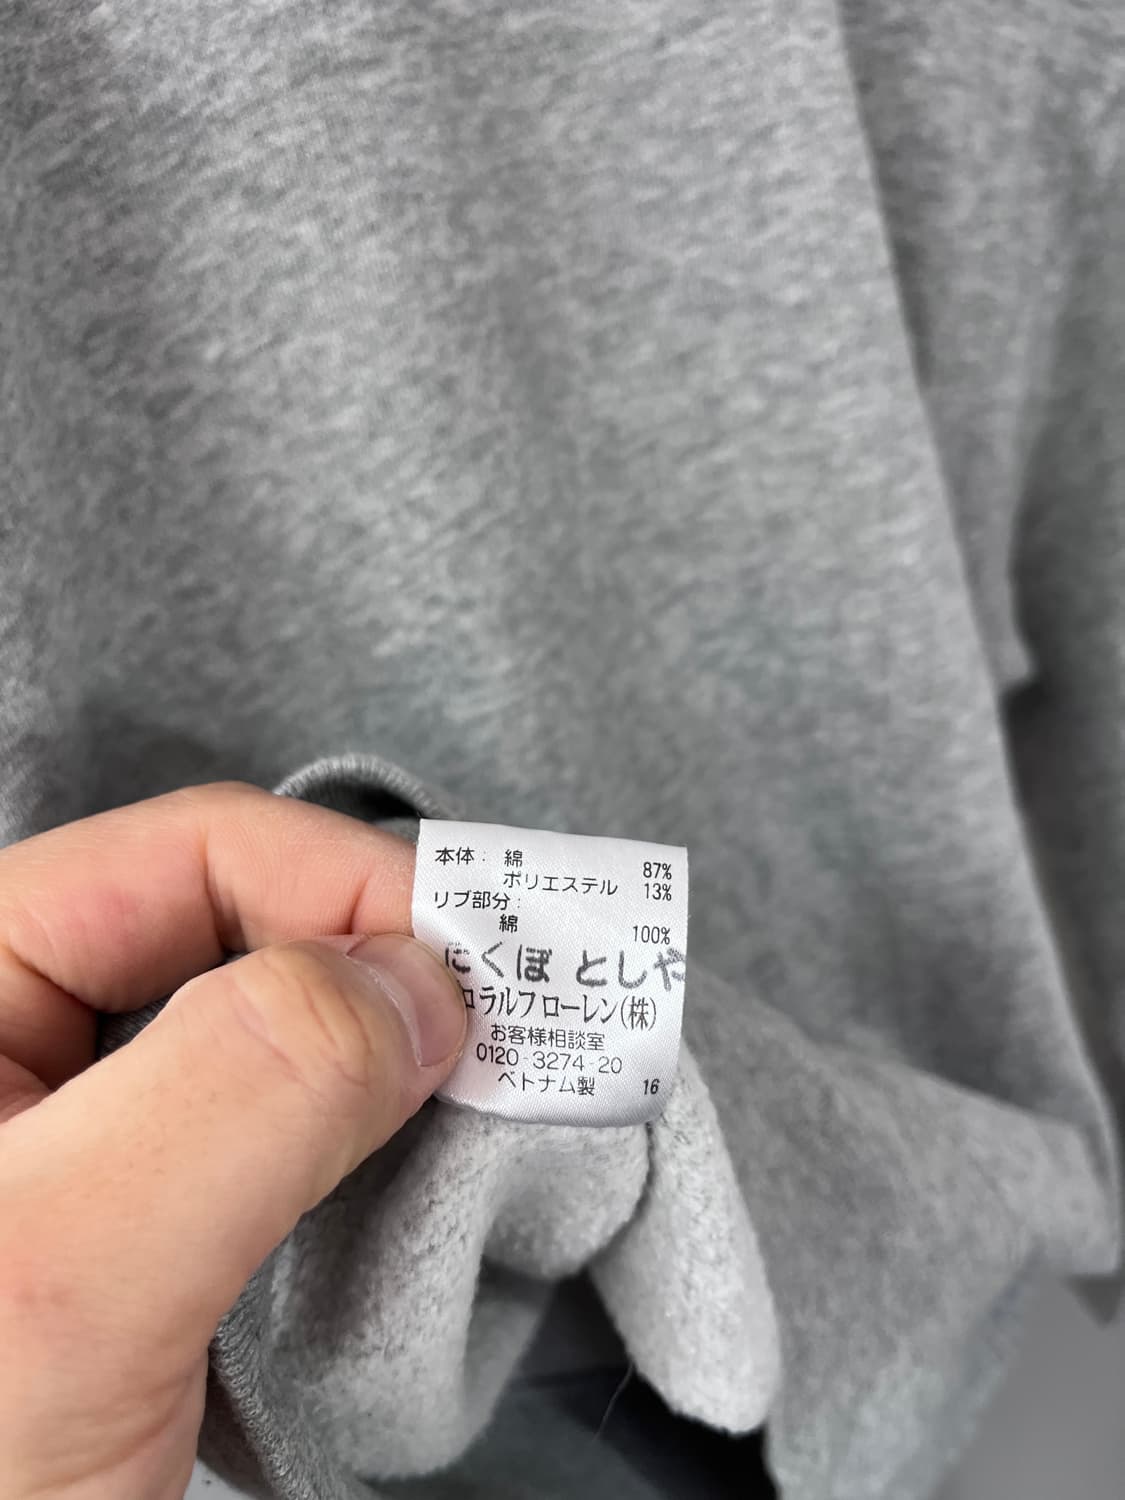 本体： 綿 87%
ポリエステル 13%
リブ部分：
綿 100%
にくぼ としや
ラルフローレン(株)
お客様相談室
0120-3274-20
ベトナム製 16